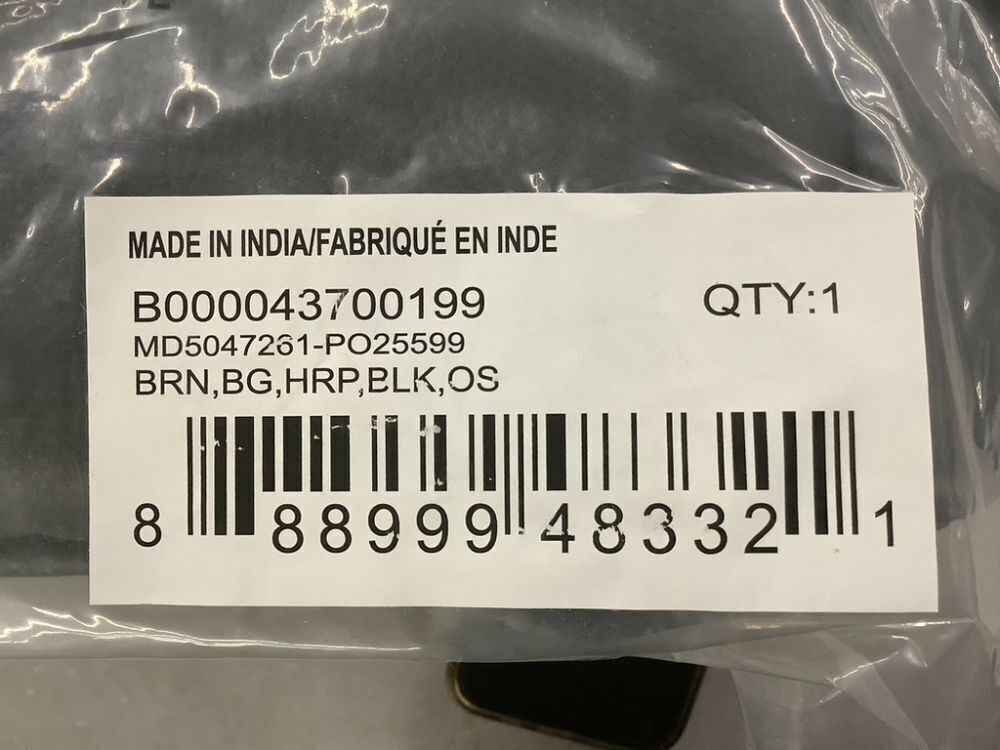 MADE IN INDIA/FABRIQUÉ EN INDE
B000043700199
QTY:1
MD5047261-PO25599
BRN,BG,HRP,BLK,OS
8 88999 48332 1